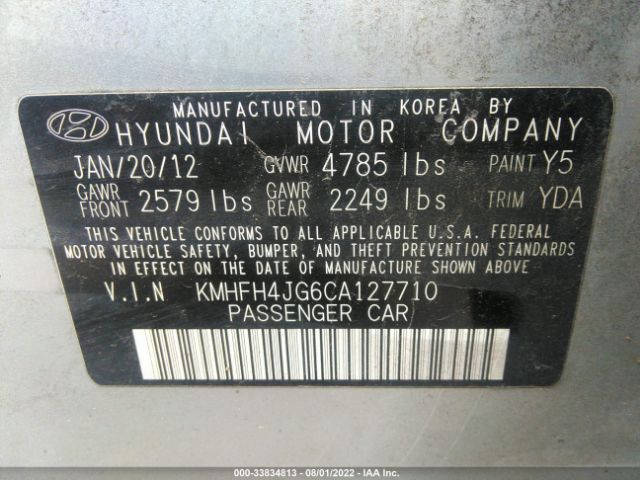 MANUFACTURED IN KOREA BY
HYUNDAI MOTOR COMPANY
JAN/20/12 GVWR 4785 lbs PAINT Y5
GAWR FRONT 2579 lbs GAWR REAR 2249 lbs TRIM YDA
THIS VEHICLE CONFORMS TO ALL APPLICABLE U.S.A. FEDERAL
MOTOR VEHICLE SAFETY, BUMPER, AND THEFT PREVENTION STANDARDS
IN EFFECT ON THE DATE OF MANUFACTURE SHOWN ABOVE
V.I.N KMHFH4JG6CA127710
PASSENGER CAR
000-33834813 - 08/01/2022 - IAA Inc.